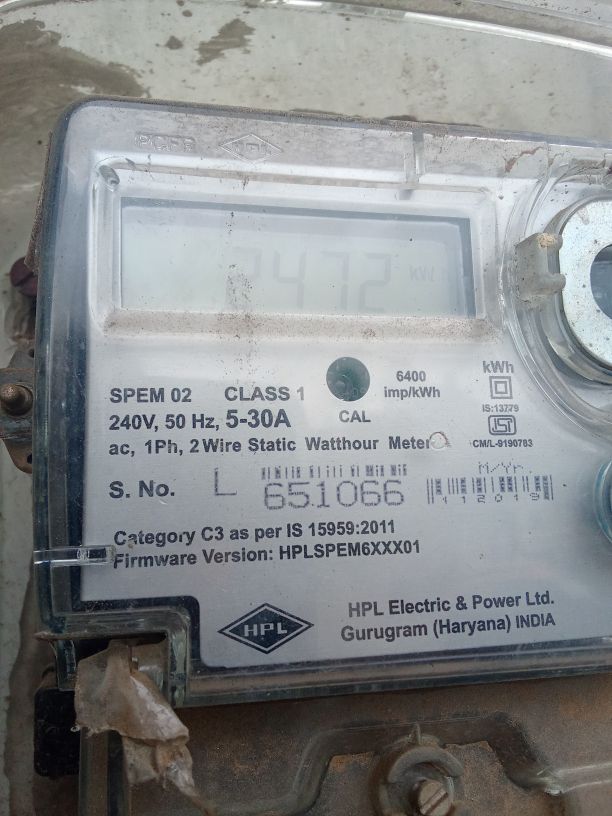 HPL
2472
SPEM 02 CLASS 1
6400 imp/kWh
kWh
240V, 50 Hz, 5-30A
CAL
IS:13779
ac, 1Ph, 2 Wire Static Watthour Meter
CM/L-9190783
M/Yr.
S. No. L 651066
112019
Category C3 as per IS 15959:2011
Firmware Version: HPLSPEM6XXX01
HPL
HPL Electric & Power Ltd.
Gurugram (Haryana) INDIA